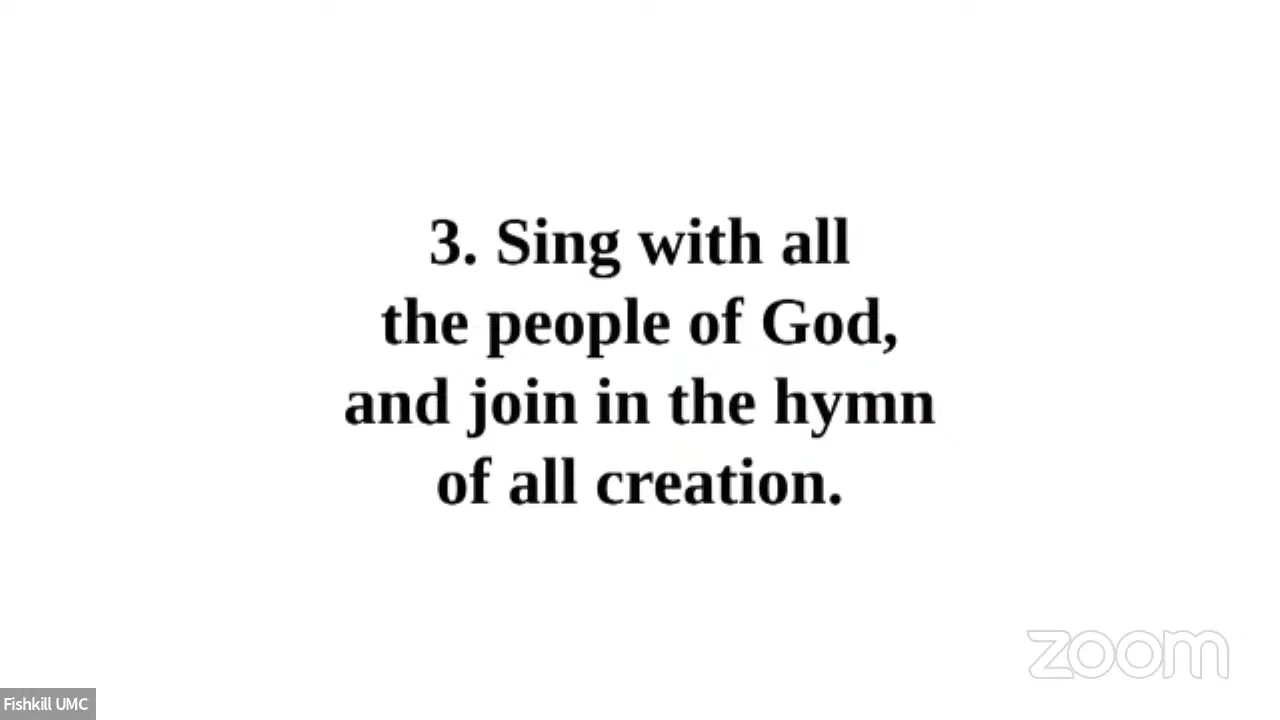 3. Sing with all
the people of God,
and join in the hymn
of all creation.
zoom
Fishkill UMC